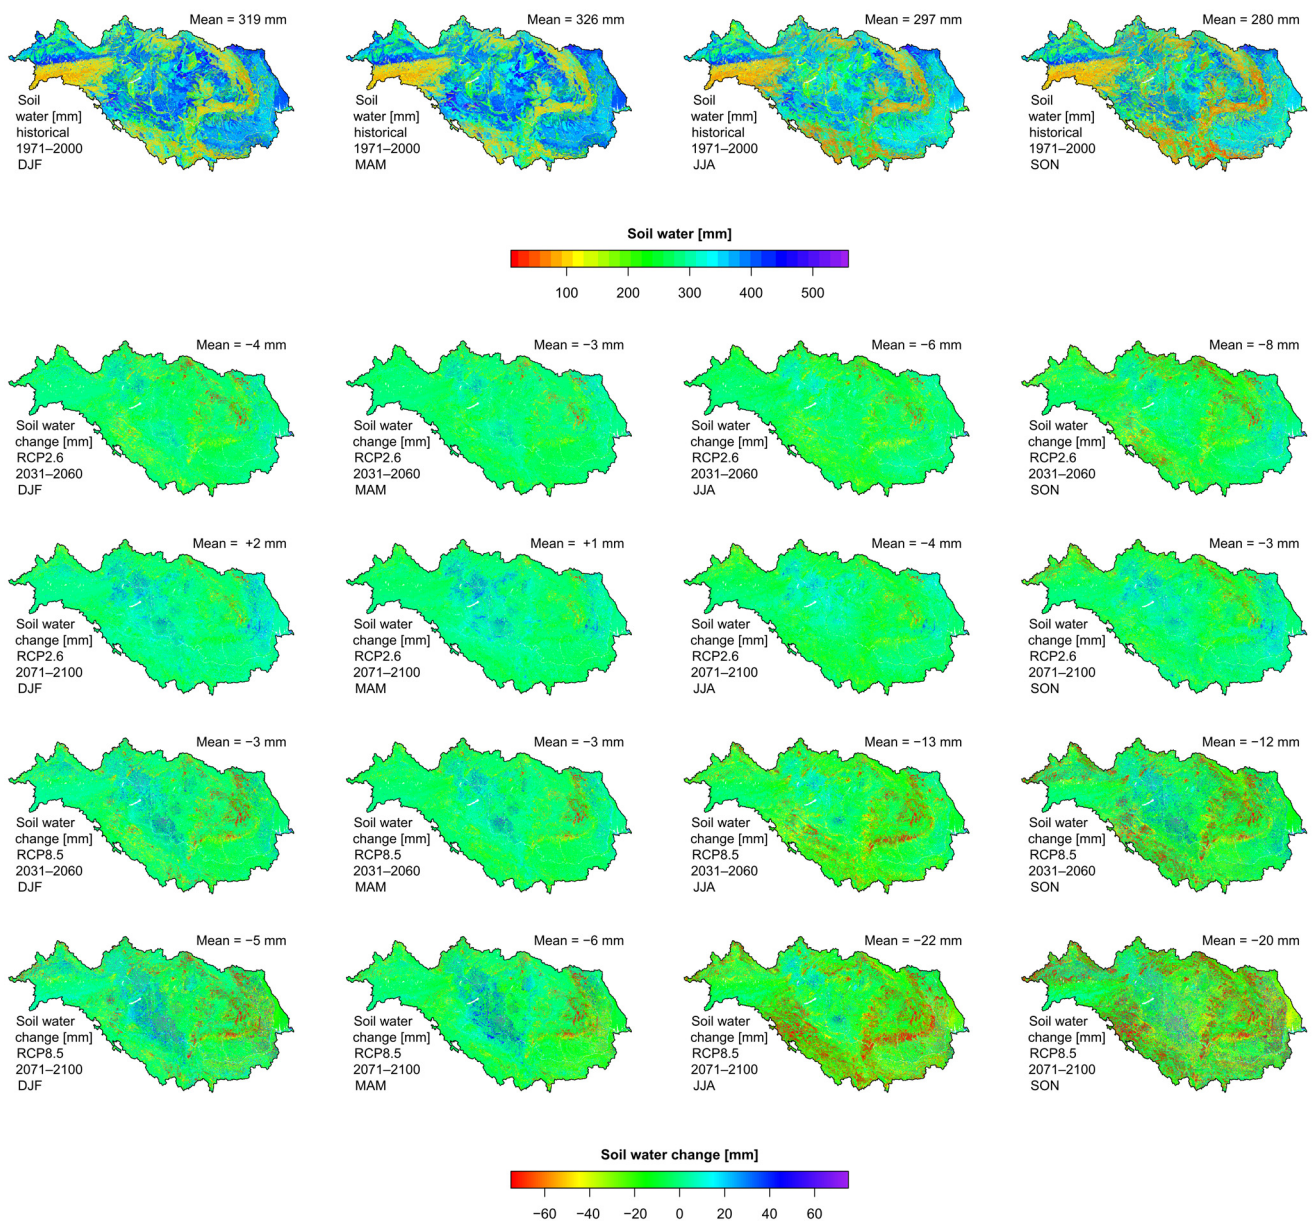 Mean = 319 mm
Soil
water [mm]
historical
1971–2000
DJF
Mean = 326 mm
Soil
water [mm]
historical
1971–2000
MAM
Mean = 297 mm
Soil
water [mm]
historical
1971–2000
JJA
Mean = 280 mm
Soil
water [mm]
historical
1971–2000
SON
Soil water [mm]
100 200 300 400 500
Mean = −4 mm
Soil water
change [mm]
RCP2.6
2031–2060
DJF
Mean = −3 mm
Soil water
change [mm]
RCP2.6
2031–2060
MAM
Mean = −6 mm
Soil water
change [mm]
RCP2.6
2031–2060
JJA
Mean = −8 mm
Soil water
change [mm]
RCP2.6
2031–2060
SON
Mean = +2 mm
Soil water
change [mm]
RCP2.6
2071–2100
DJF
Mean = +1 mm
Soil water
change [mm]
RCP2.6
2071–2100
MAM
Mean = −4 mm
Soil water
change [mm]
RCP2.6
2071–2100
JJA
Mean = −3 mm
Soil water
change [mm]
RCP2.6
2071–2100
SON
Mean = −3 mm
Soil water
change [mm]
RCP8.5
2031–2060
DJF
Mean = −3 mm
Soil water
change [mm]
RCP8.5
2031–2060
MAM
Mean = −13 mm
Soil water
change [mm]
RCP8.5
2031–2060
JJA
Mean = −12 mm
Soil water
change [mm]
RCP8.5
2031–2060
SON
Mean = −5 mm
Soil water
change [mm]
RCP8.5
2071–2100
DJF
Mean = −6 mm
Soil water
change [mm]
RCP8.5
2071–2100
MAM
Mean = −22 mm
Soil water
change [mm]
RCP8.5
2071–2100
JJA
Mean = −20 mm
Soil water
change [mm]
RCP8.5
2071–2100
SON
Soil water change [mm]
−60 −40 −20 0 20 40 60